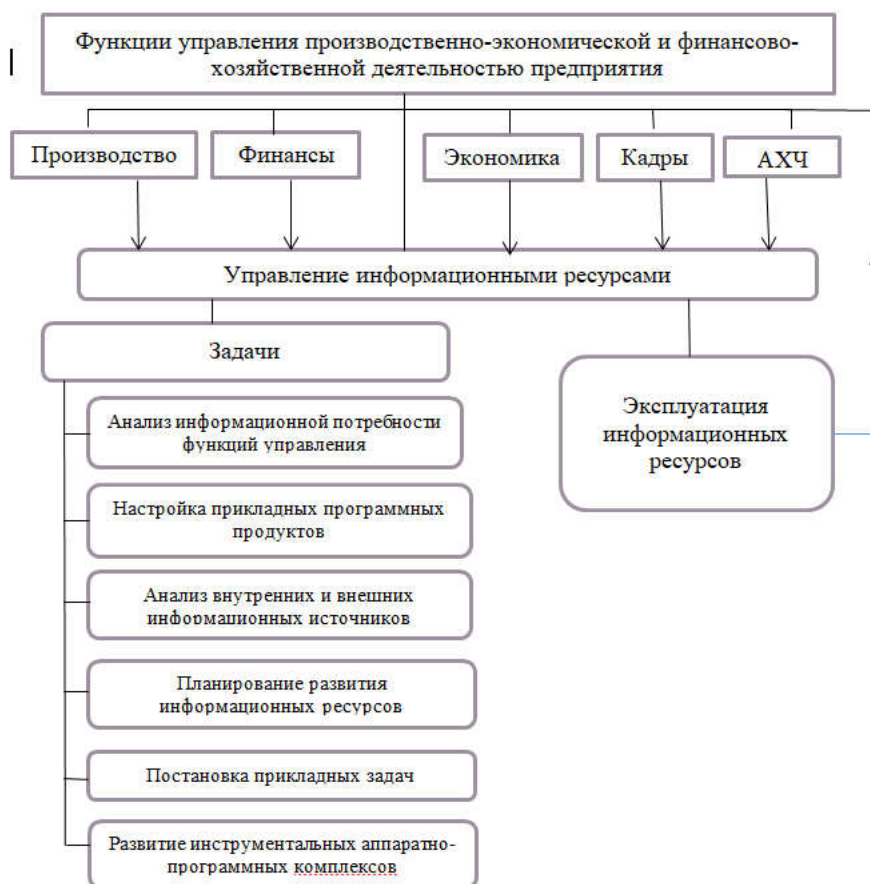 Функции управления производственно-экономической и финансово-
хозяйственной деятельностью предприятия
Производство
Финансы
Экономика
Кадры
АХЧ
Управление информационными ресурсами
Задачи
Анализ информационной потребности
функций управления
Настройка прикладных программных
продуктов
Анализ внутренних и внешних
информационных источников
Планирование развития
информационных ресурсов
Постановка прикладных задач
Развитие инструментальных аппаратно-
программных комплексов
Эксплуатация
информационных
ресурсов